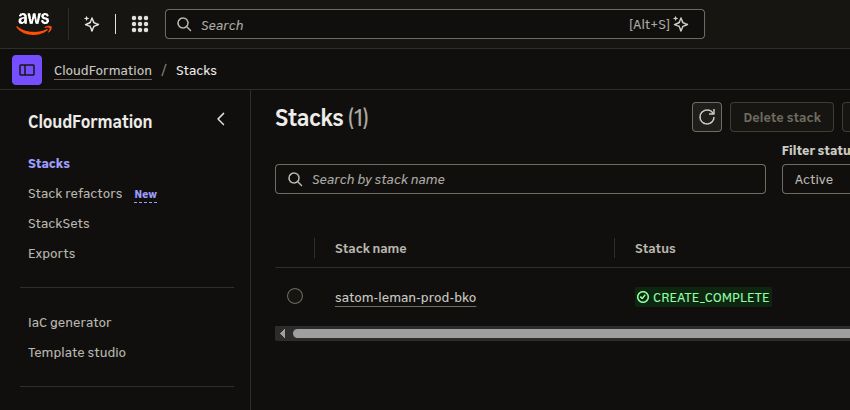 aws
Search [Alt+S]
CloudFormation / Stacks
CloudFormation
Stacks
Stack refactors New
StackSets
Exports
IaC generator
Template studio
Stacks (1)
Delete stack
Filter statu
Search by stack name
Active
Stack name Status
satom-leman-prod-bko CREATE_COMPLETE